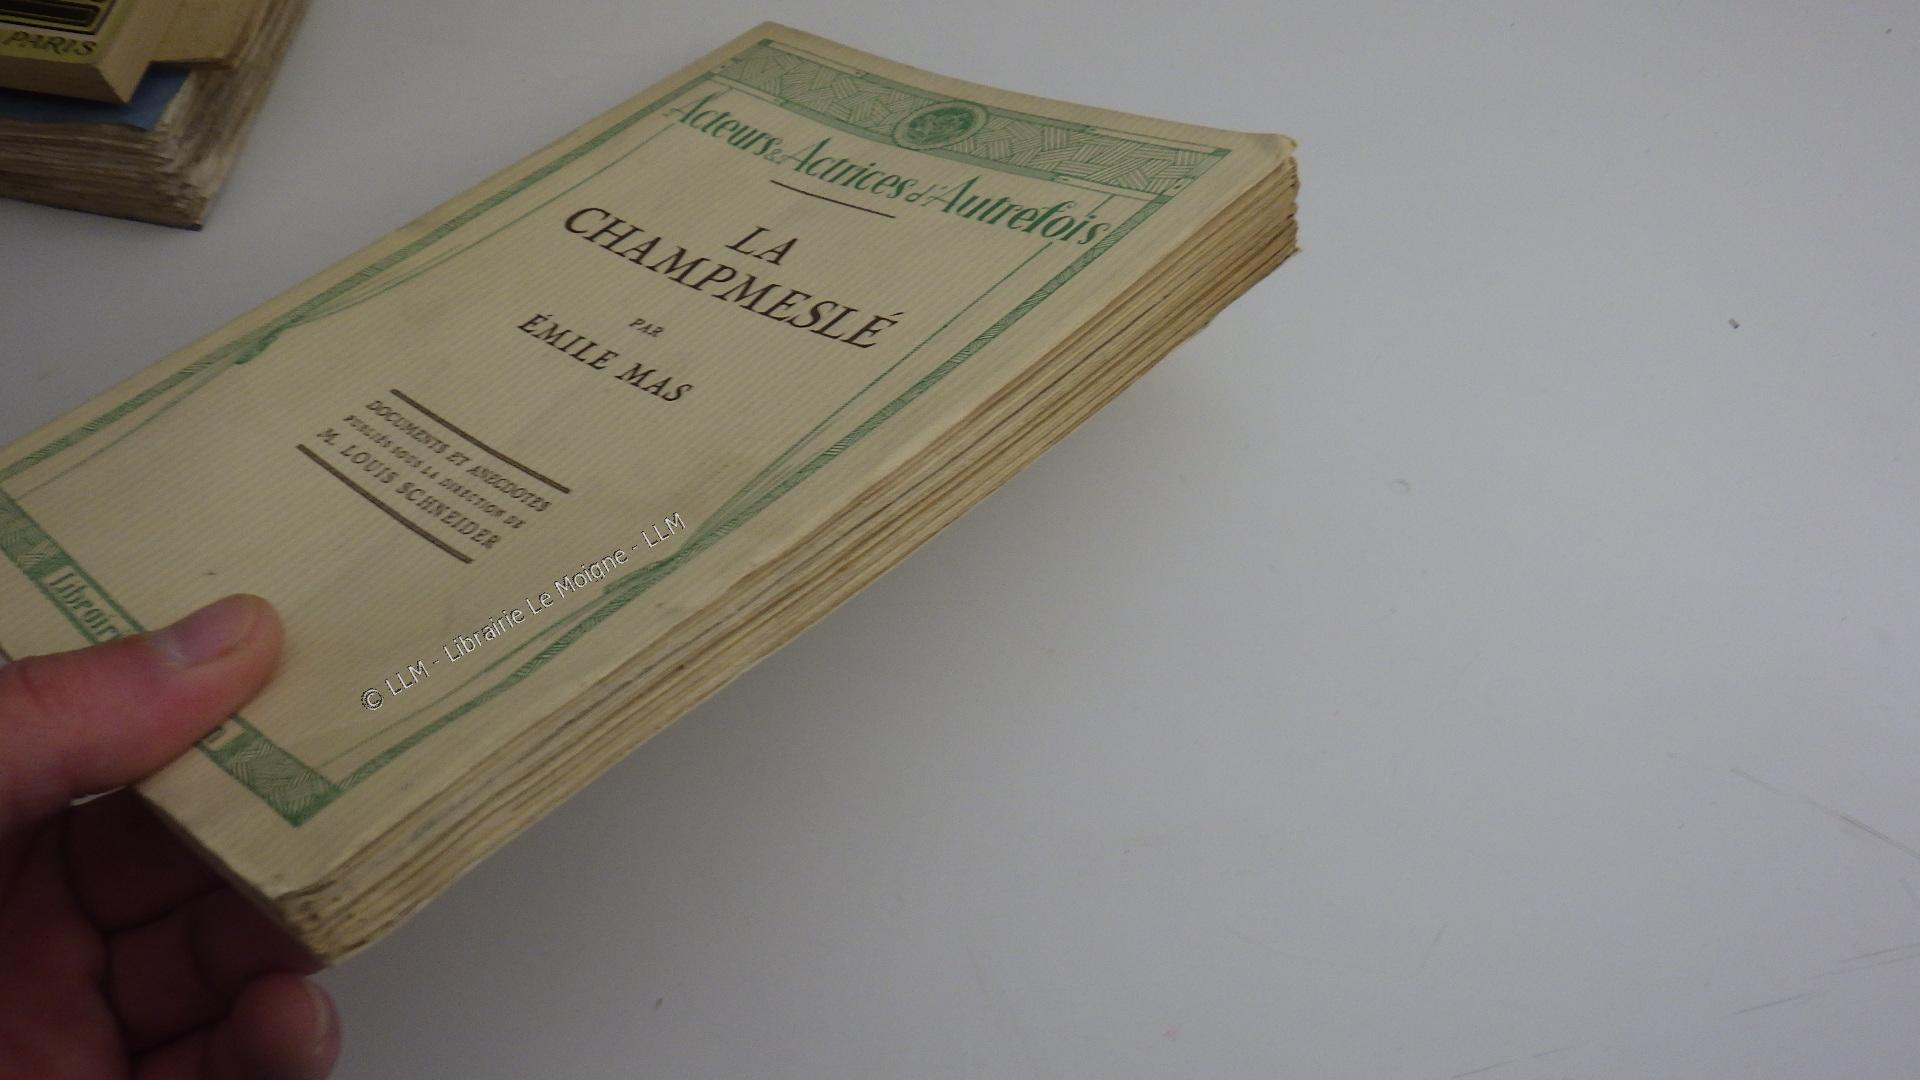 PARIS
Acteurs & Actrices d'Autrefois
LA
CHAMPMESLÉ
PAR
ÉMILE MAS
DOCUMENTS ET ANECDOTES
PUBLIÉS SOUS LA DIRECTION DE
M. LOUIS SCHNEIDER
© LLM - Librairie Le Moigne - LLM